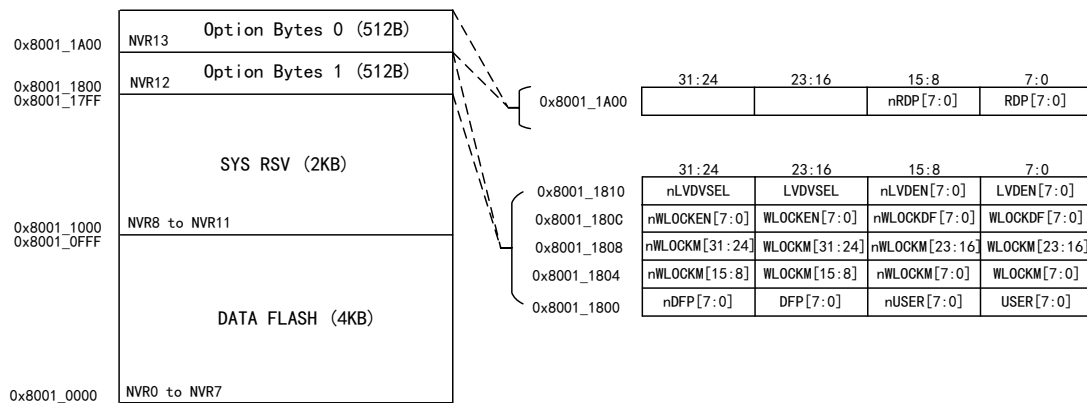 Option Bytes 0 (512B)
0x8001_1A00
NVR13
Option Bytes 1 (512B)
0x8001_1800
NVR12
0x8001_17FF
SYS RSV (2KB)
0x8001_1000
NVR8 to NVR11
0x8001_0FFF
DATA FLASH (4KB)
0x8001_0000
NVR0 to NVR7
31:24 23:16 15:8 7:0
0x8001_1A00 nRDP[7:0] RDP[7:0]
31:24 23:16 15:8 7:0
0x8001_1810 nLVDVSEL LVDVSEL nLVDEN[7:0] LVDEN[7:0]
0x8001_180C nWLOCKEN[7:0] WLOCKEN[7:0] nWLOCKDF[7:0] WLOCKDF[7:0]
0x8001_1808 nWLOCKM[31:24] WLOCKM[31:24] nWLOCKM[23:16] WLOCKM[23:16]
0x8001_1804 nWLOCKM[15:8] WLOCKM[15:8] nWLOCKM[7:0] WLOCKM[7:0]
0x8001_1800 nDFP[7:0] DFP[7:0] nUSER[7:0] USER[7:0]